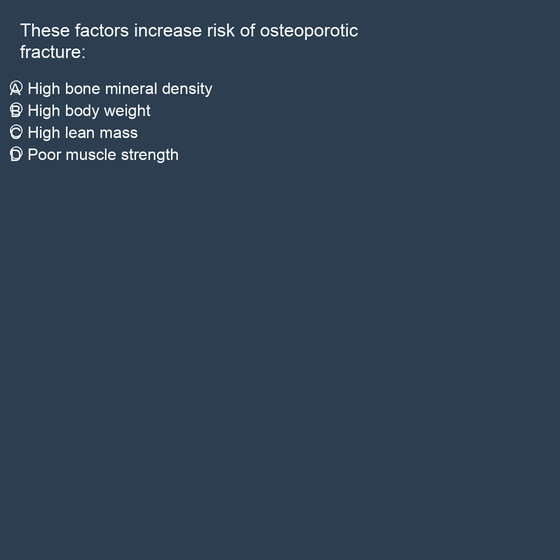 These factors increase risk of osteoporotic
fracture:
A High bone mineral density
B High body weight
C High lean mass
D Poor muscle strength